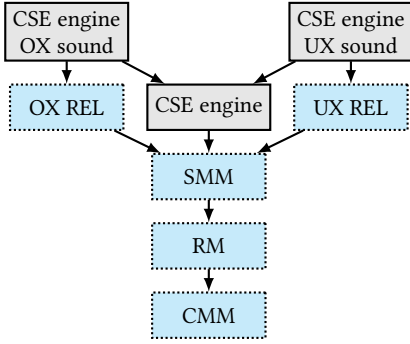 CSE engine
OX sound
CSE engine
UX sound
OX REL
CSE engine
UX REL
SMM
RM
CMM